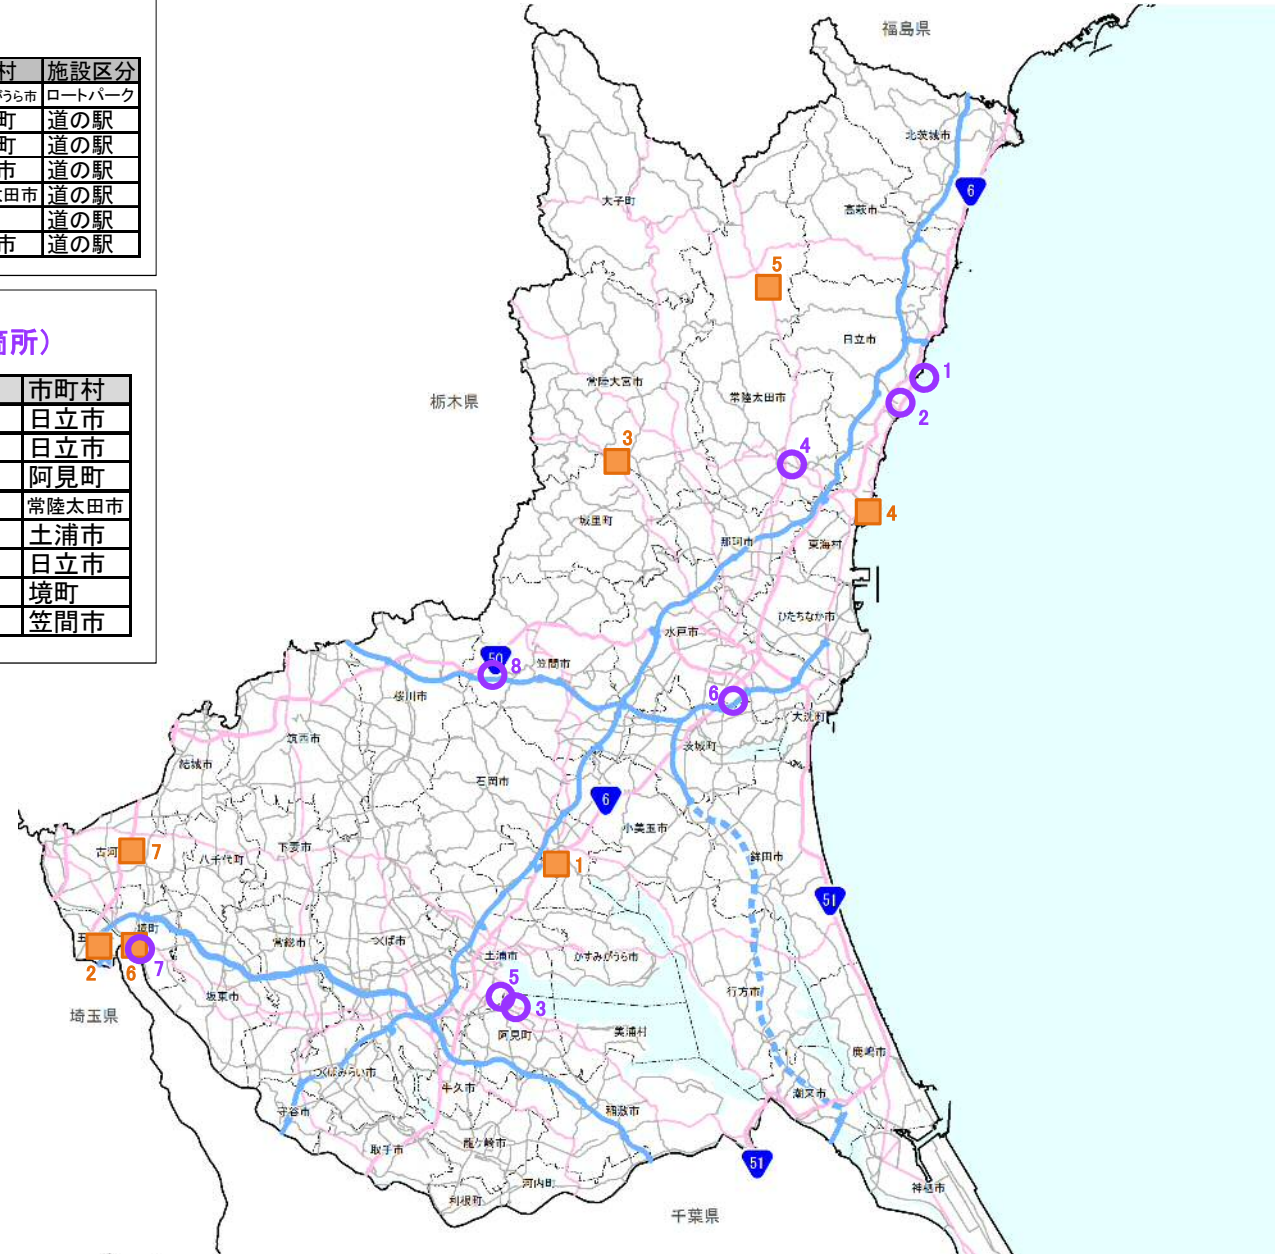 村 施設区分
がうら市 ロートパーク
町 道の駅
町 道の駅
市 道の駅
太田市 道の駅
道の駅
市 道の駅
箇所）
市町村
日立市
日立市
阿見町
常陸太田市
土浦市
日立市
境町
笠間市
福島県
北茨城市
6
大子町
高萩市
5
日立市
1
常陸大宮市
常陸太田市
栃木県
2
3
4
城里町
4
那珂市
東海村
ひたちなか市
水戸市
50
8
笠間市
桜川市
6
大洗町
筑西市
茨城町
結城市
石岡市
6
小美玉市
古河
7
八千代町
下妻市
1
鉾田市
51
境町
常総市
つくば市
土浦市
かすみがうら市
2
6
7
坂東市
5
3
行方市
埼玉県
阿見町
美浦村
鹿嶋市
つくばみらい市
牛久市
潮来市
守谷市
稲敷市
取手市
龍ケ崎市
51
河内町
神栖市
利根町
千葉県